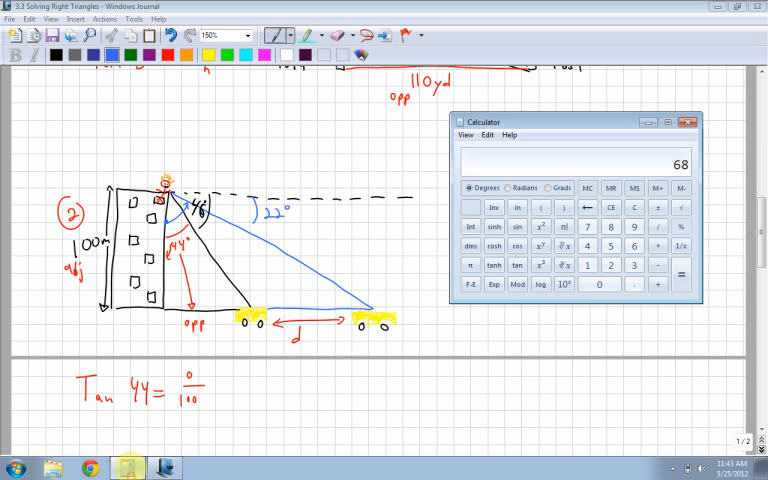 3.3 Solving Right Triangles - Windows Journal
File Edit View Insert Actions Tools Help
150%
B I
110yd
opp
Calculator
View Edit Help
68
Degrees Radians Grads MC MR MS M+ M-
Inv ln ( ) ← CE C ± √
Int sinh sin x² n! 7 8 9 / %
dms cosh cos xʸ ʸ√x 4 5 6 * 1/x
π tanh tan x³ ³√x 1 2 3 - =
F-E Exp Mod log 10ˣ 0 . +
2
100m
adj
46°
22°
44°
opp
d
Tan 44 = o/100
1 / 2
11:43 AM
5/25/2012